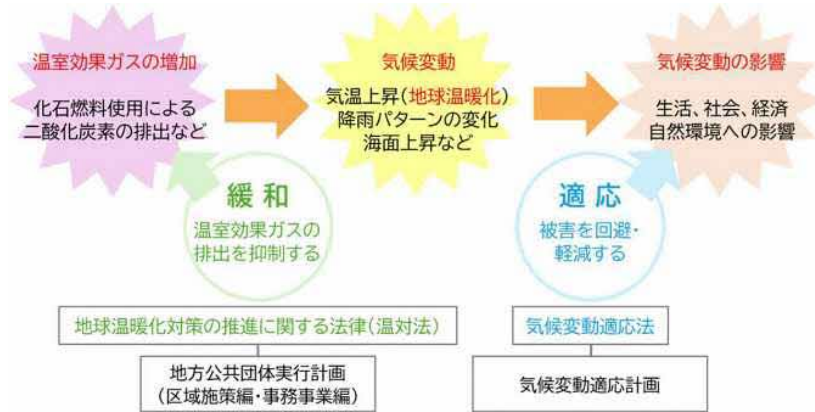 温室効果ガスの増加
化石燃料使用による
二酸化炭素の排出など
気候変動
気温上昇(地球温暖化)
降雨パターンの変化
海面上昇など
気候変動の影響
生活、社会、経済
自然環境への影響
緩和
温室効果ガスの
排出を抑制する
適応
被害を回避・
軽減する
地球温暖化対策の推進に関する法律(温対法)
地方公共団体実行計画
(区域施策編・事務事業編)
気候変動適応法
気候変動適応計画